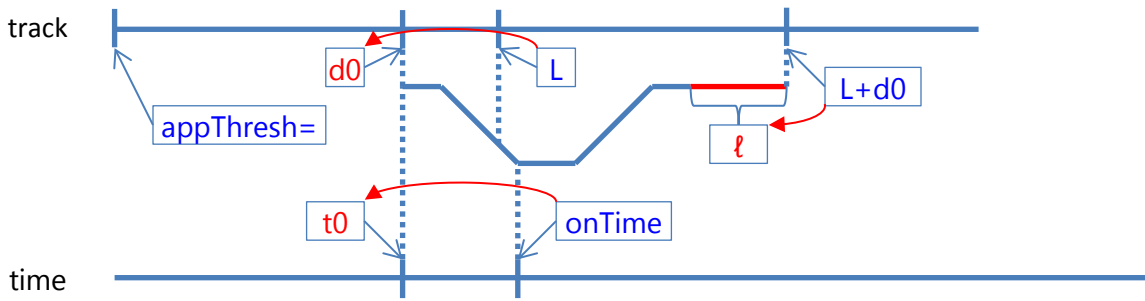 track
d0
L
L+d0
appThresh=
ℓ
t0
onTime
time